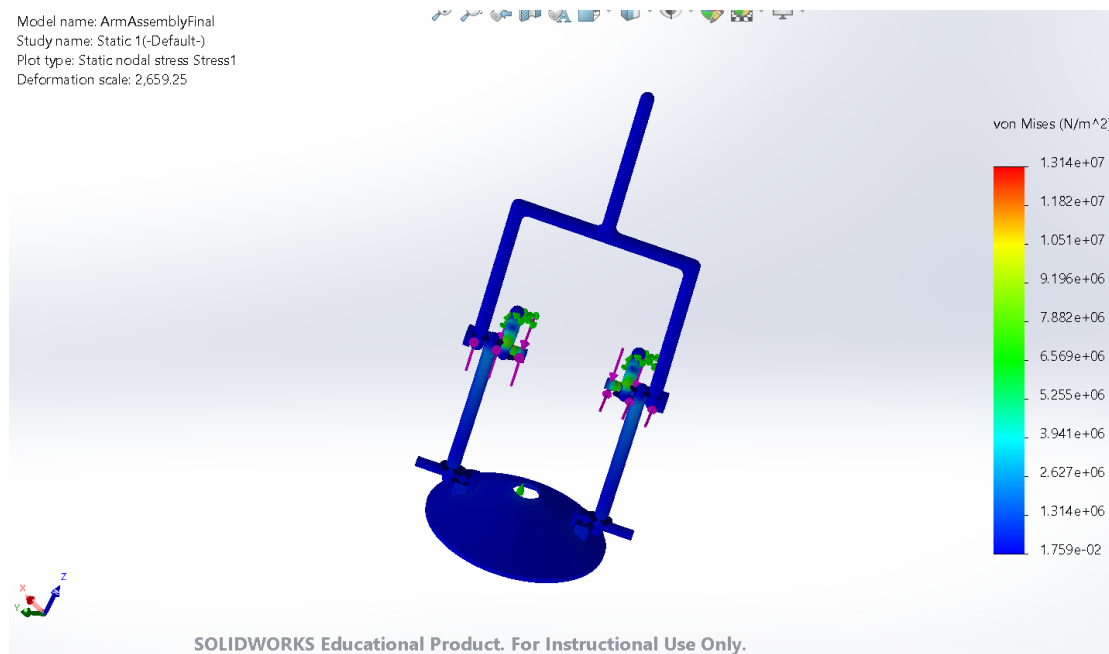 Model name: ArmAssemblyFinal
Study name: Static 1(-Default-)
Plot type: Static nodal stress Stress1
Deformation scale: 2,659.25
von Mises (N/m^2)
1.314e+07
1.182e+07
1.051e+07
9.196e+06
7.882e+06
6.569e+06
5.255e+06
3.941e+06
2.627e+06
1.314e+06
1.759e-02
Z
X
Y
SOLIDWORKS Educational Product. For Instructional Use Only.